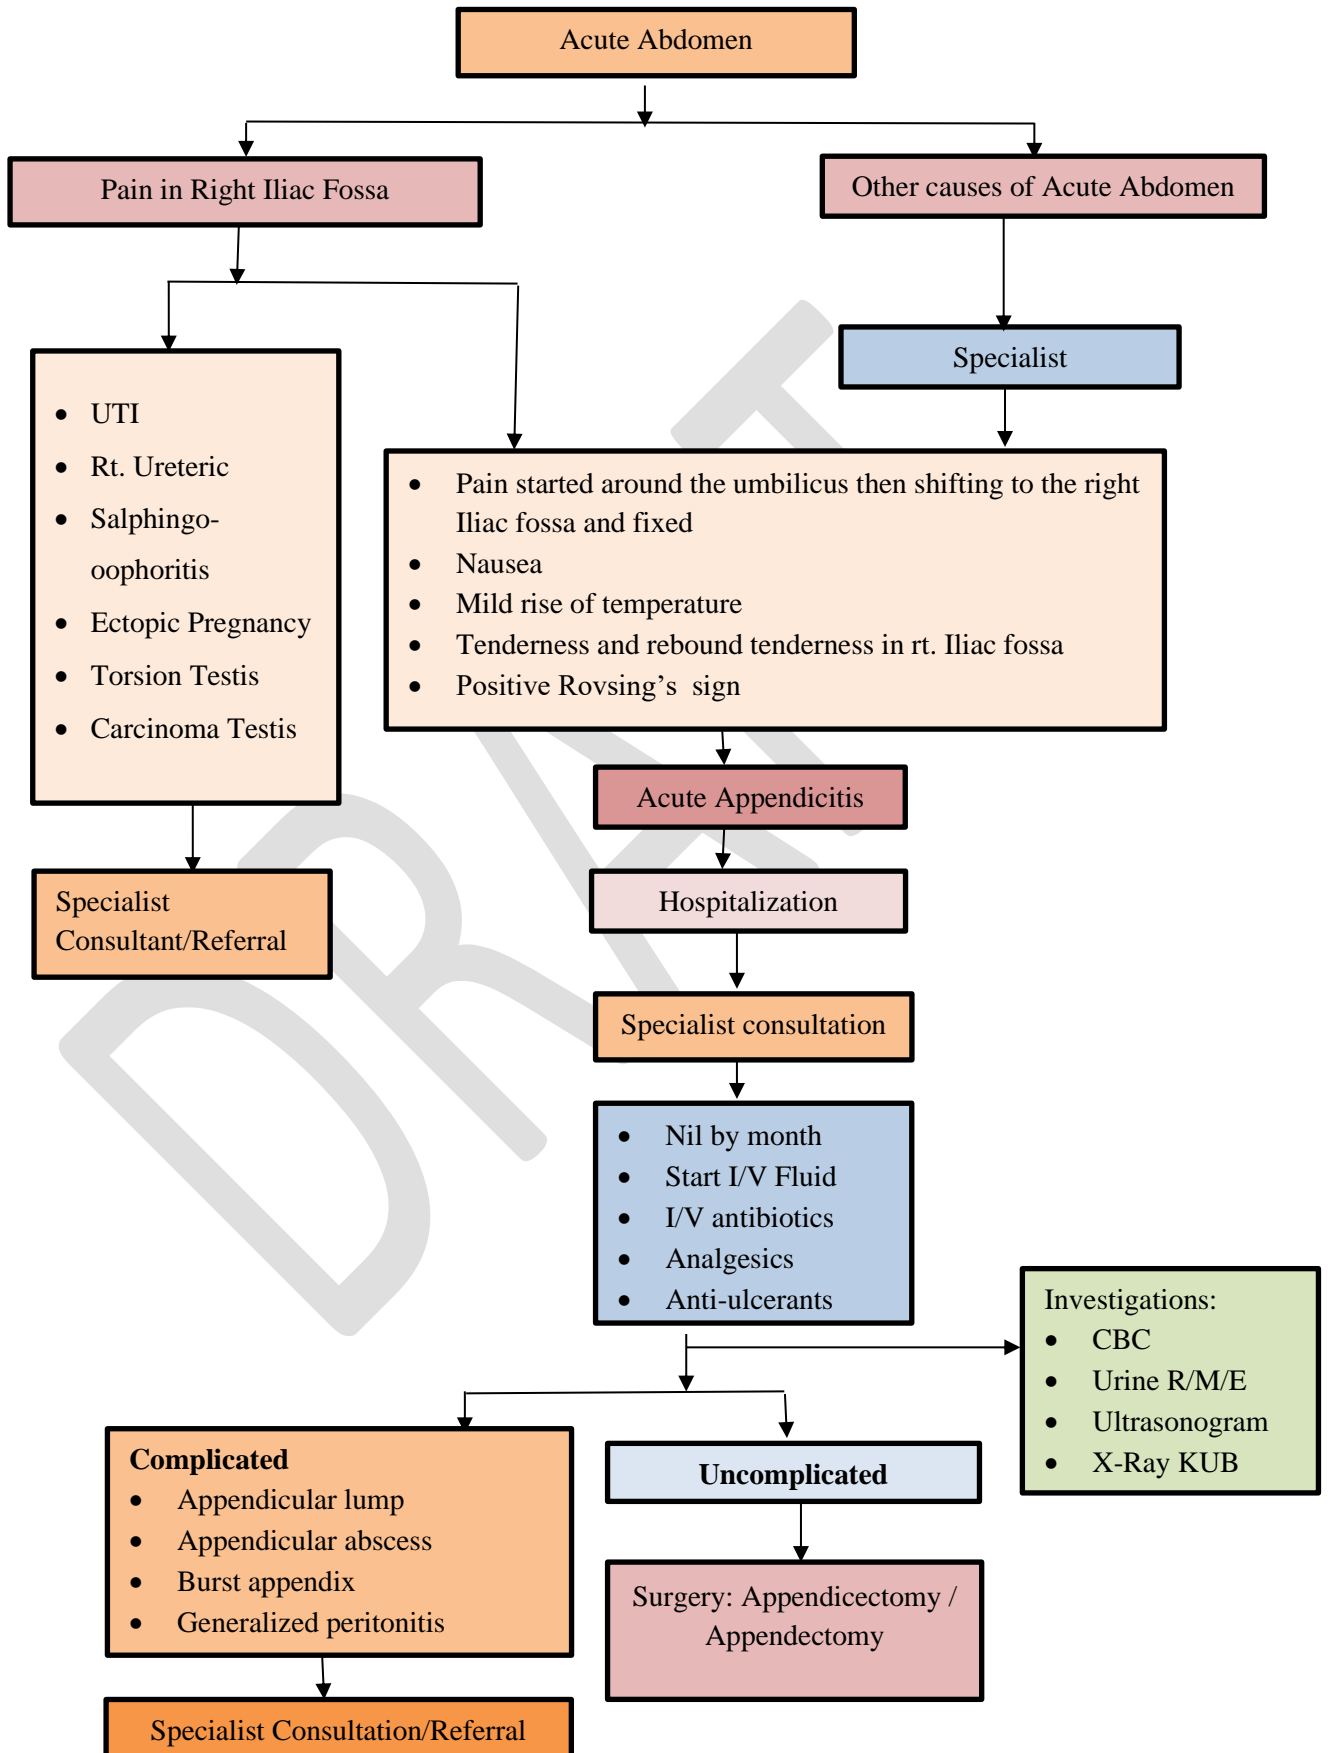 Acute Abdomen
Pain in Right Iliac Fossa
Other causes of Acute Abdomen
Specialist
• UTI
• Rt. Ureteric
• Salphingo-
oophoritis
• Ectopic Pregnancy
• Torsion Testis
• Carcinoma Testis
• Pain started around the umbilicus then shifting to the right
Iliac fossa and fixed
• Nausea
• Mild rise of temperature
• Tenderness and rebound tenderness in rt. Iliac fossa
• Positive Rovsing’s  sign
Acute Appendicitis
Specialist
Consultant/Referral
Hospitalization
Specialist consultation
• Nil by month
• Start I/V Fluid
• I/V antibiotics
• Analgesics
• Anti-ulcerants
Investigations:
• CBC
• Urine R/M/E
• Ultrasonogram
• X-Ray KUB
Complicated
• Appendicular lump
• Appendicular abscess
• Burst appendix
• Generalized peritonitis
Uncomplicated
Surgery: Appendicectomy /
Appendectomy
Specialist Consultation/Referral
DRAFT